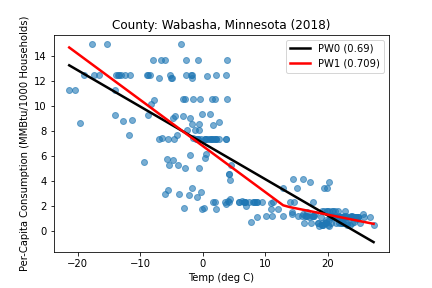 County: Wabasha, Minnesota (2018)
Per-Capita Consumption (MMBtu/1000 Households)
14
12
10
8
6
4
2
0
PW0 (0.69)
PW1 (0.709)
−20 −10 0 10 20
Temp (deg C)